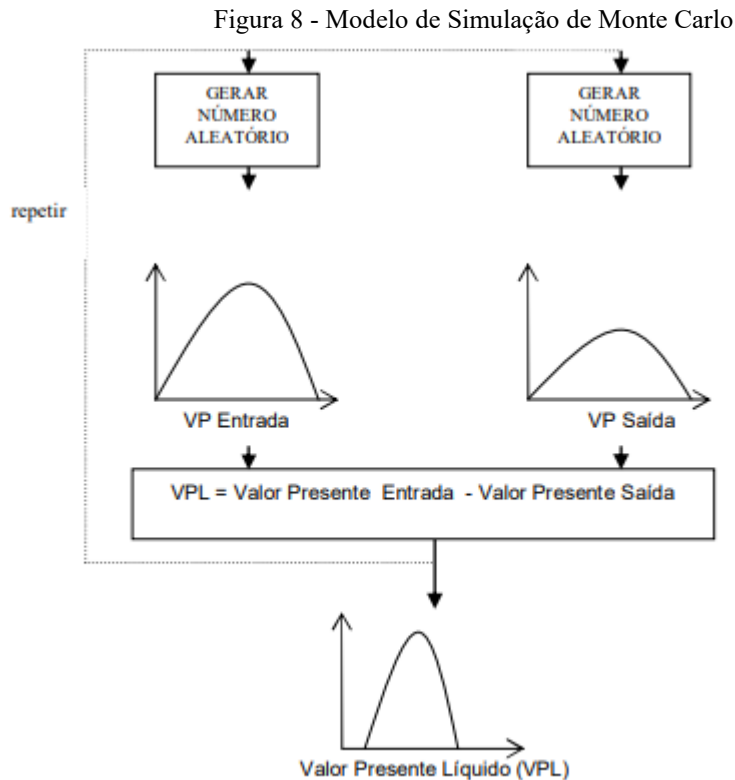 Figura 8 - Modelo de Simulação de Monte Carlo
GERAR
NÚMERO
ALEATÓRIO
GERAR
NÚMERO
ALEATÓRIO
repetir
VP Entrada
VP Saída
VPL = Valor Presente Entrada - Valor Presente Saída
Valor Presente Líquido (VPL)